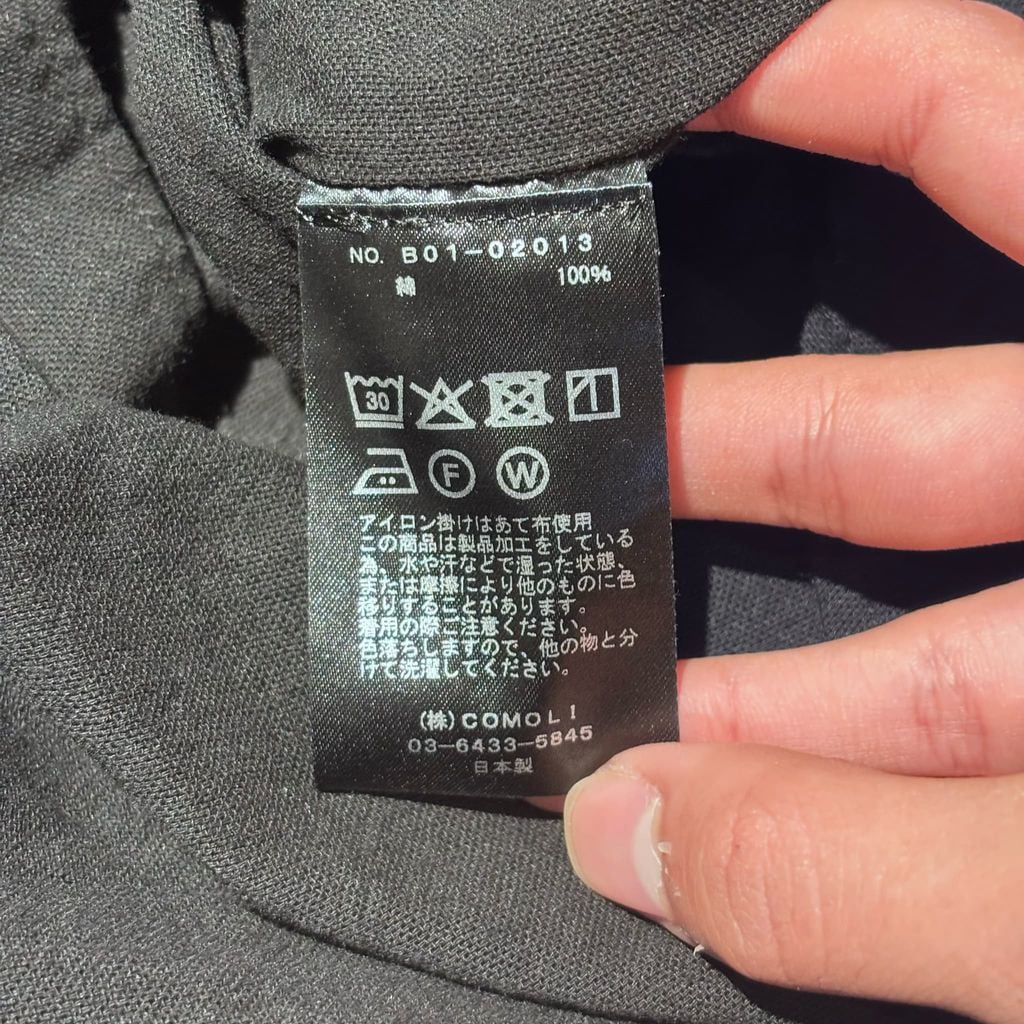 NO. B01-02013
綿 100%
30
F W
アイロン掛けはあて布使用
この商品は製品加工をしている
為、水や汗などで湿った状態、
または摩擦により他のものに色
移りすることがあります。
着用の際ご注意ください。
色落ちしますので、他の物と分
けて洗濯してください。
(株)COMOLI
03-6433-5845
日本製